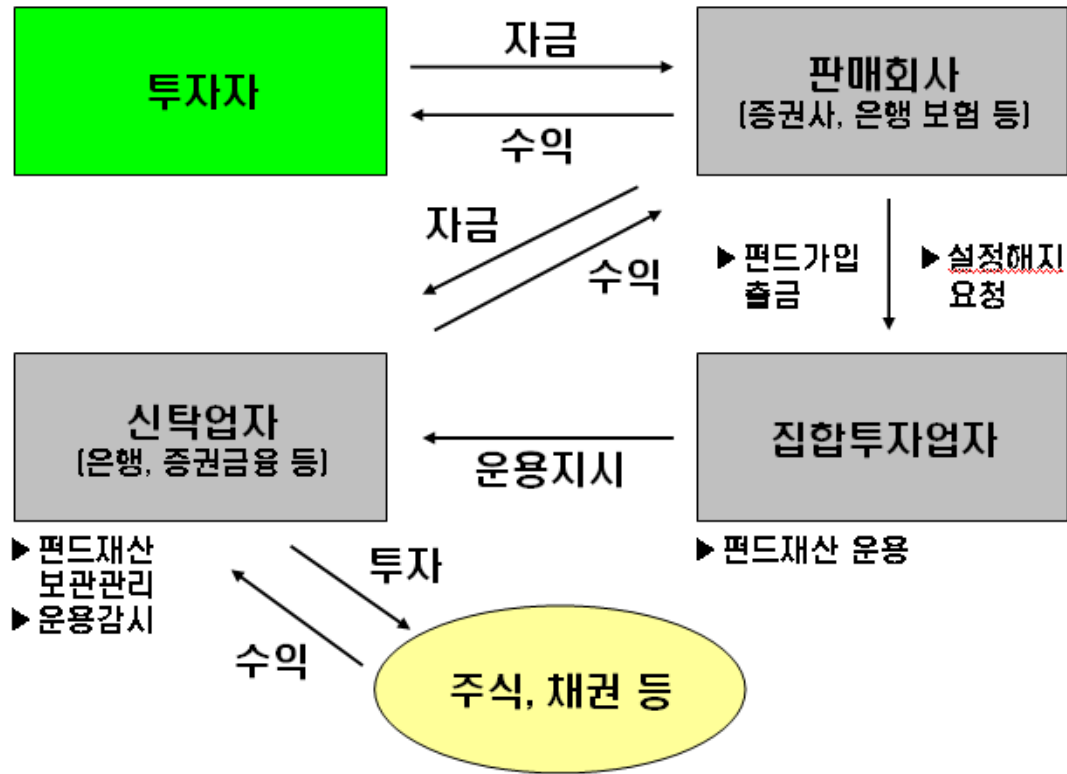 자금
투자자
판매회사
(증권사, 은행 보험 등)
수익
자금
수익
▶ 펀드가입
출금
▶ 설정해지
요청
신탁업자
(은행, 증권금융 등)
집합투자업자
운용지시
▶ 펀드재산
보관관리
▶ 운용감시
투자
▶ 펀드재산 운용
수익
주식, 채권 등